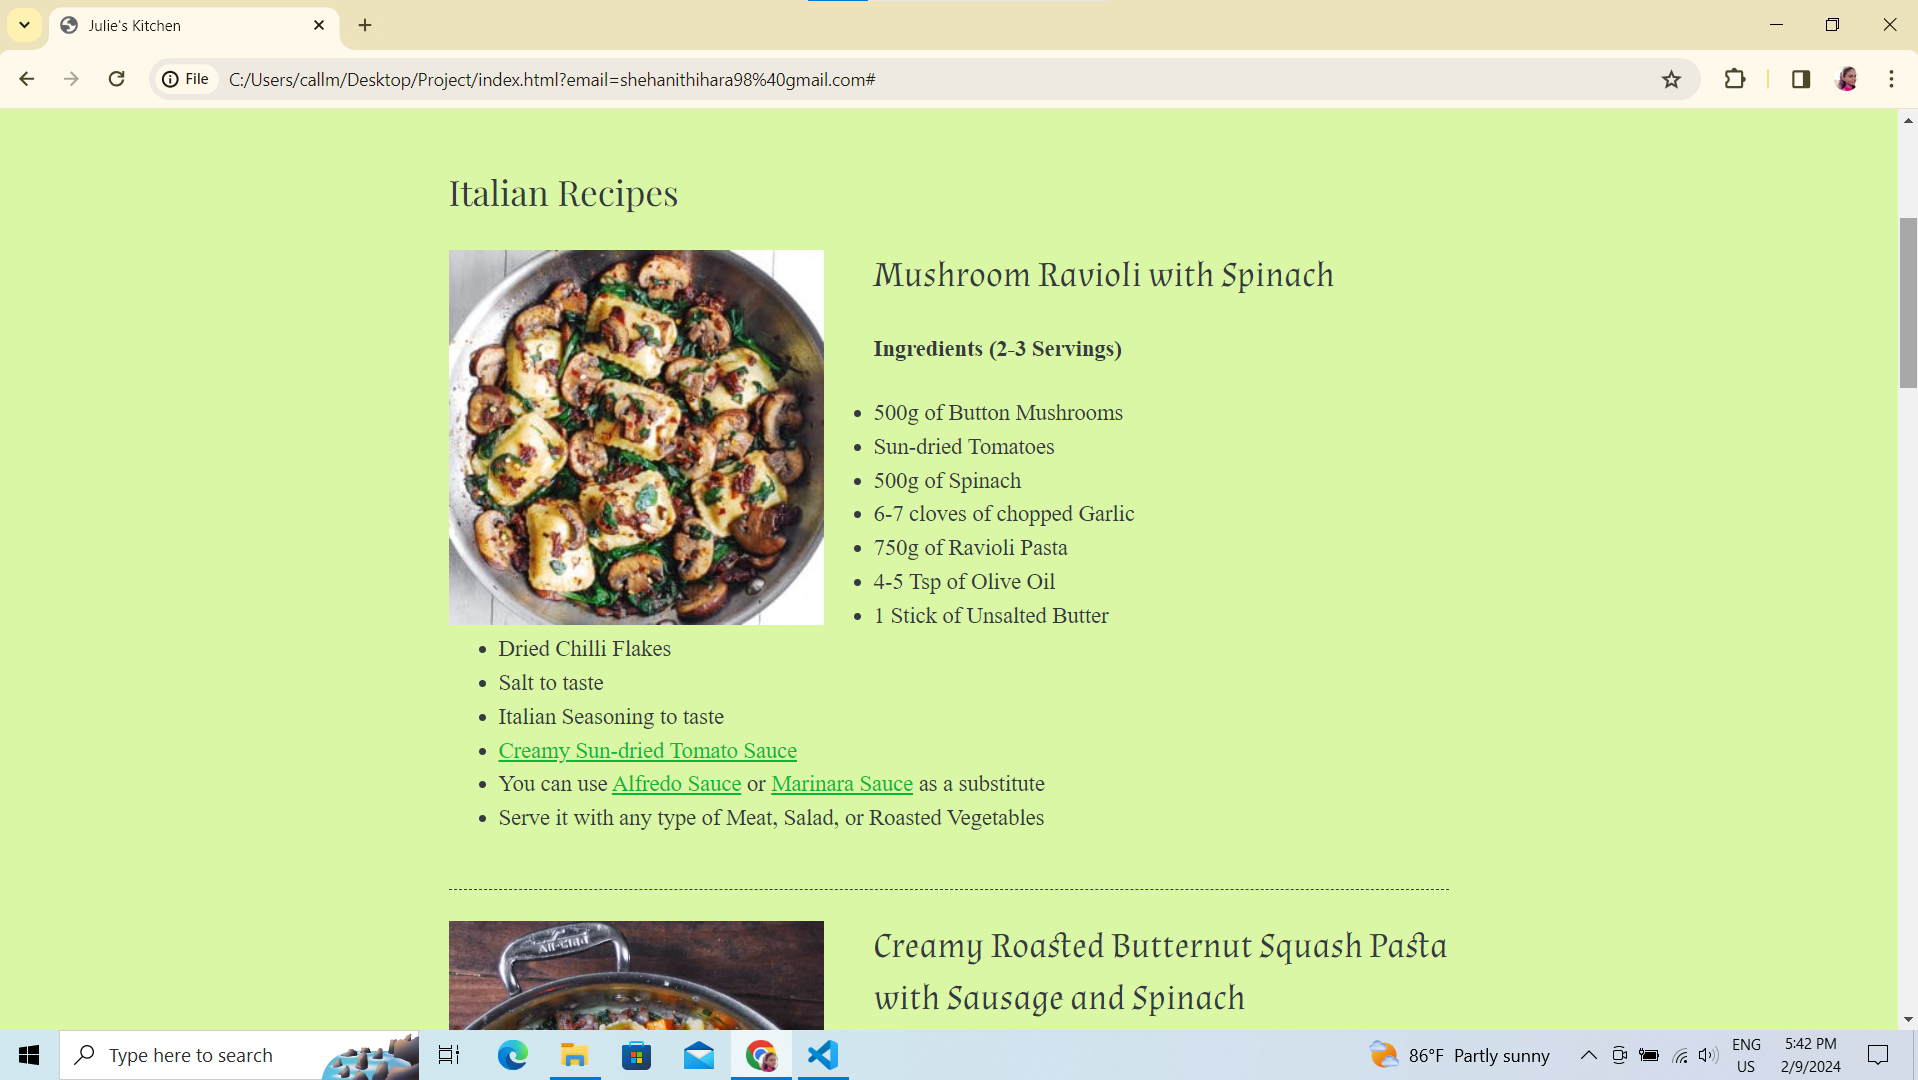 Julie's Kitchen
File
C:/Users/callm/Desktop/Project/index.html?email=shehanithihara98%40gmail.com#
Italian Recipes
Mushroom Ravioli with Spinach
Ingredients (2-3 Servings)
500g of Button Mushrooms
Sun-dried Tomatoes
500g of Spinach
6-7 cloves of chopped Garlic
750g of Ravioli Pasta
4-5 Tsp of Olive Oil
1 Stick of Unsalted Butter
Dried Chilli Flakes
Salt to taste
Italian Seasoning to taste
Creamy Sun-dried Tomato Sauce
You can use Alfredo Sauce or Marinara Sauce as a substitute
Serve it with any type of Meat, Salad, or Roasted Vegetables
All-Clad
Creamy Roasted Butternut Squash Pasta
with Sausage and Spinach
Type here to search
86°F Partly sunny
ENG
US
5:42 PM
2/9/2024